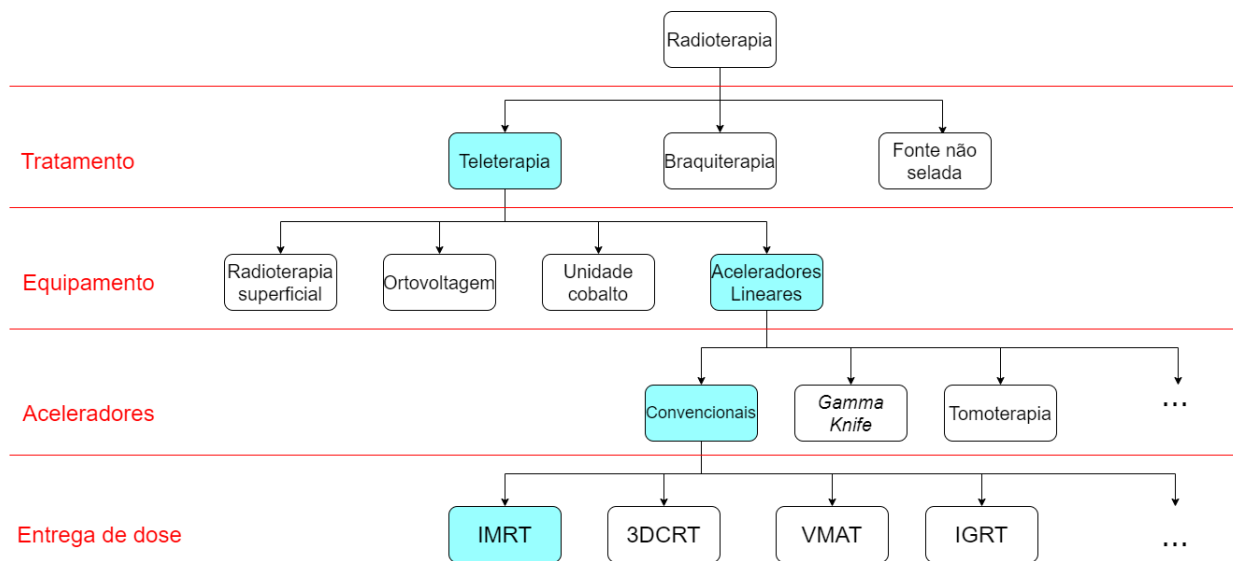 Radioterapia
Tratamento
Teleterapia
Braquiterapia
Fonte não
selada
Equipamento
Radioterapia
superficial
Ortovoltagem
Unidade
cobalto
Aceleradores
Lineares
Aceleradores
Convencionais
Gamma
Knife
Tomoterapia
...
Entrega de dose
IMRT
3DCRT
VMAT
IGRT
...